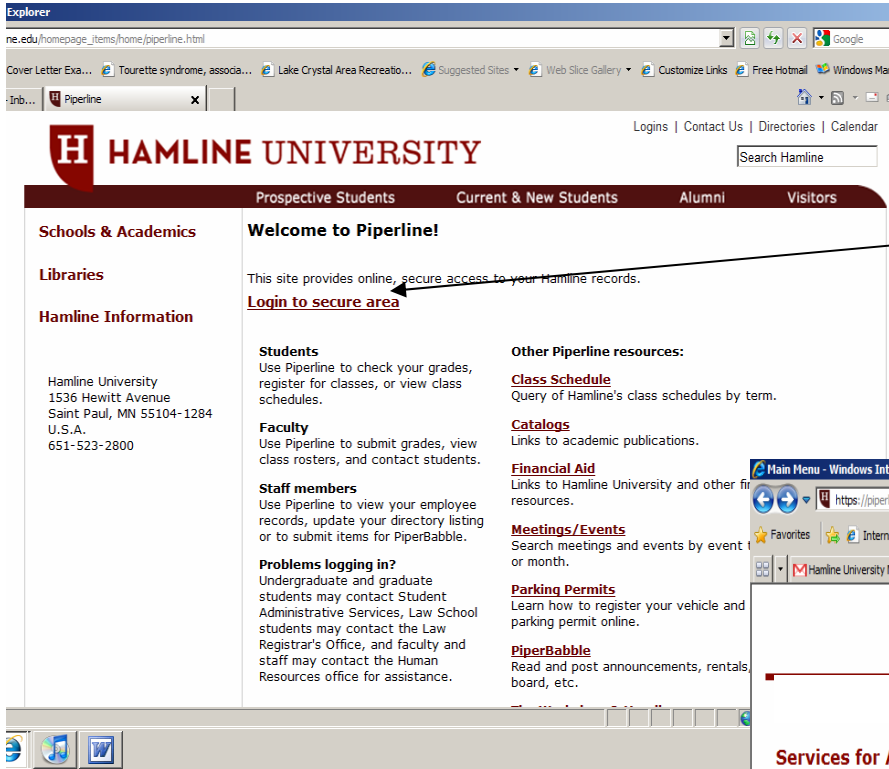 Explorer
ne.edu/homepage_items/home/piperline.html
Google
Cover Letter Exa... Tourette syndrome, associa... Lake Crystal Area Recreatio... Suggested Sites Web Slice Gallery Customize Links Free Hotmail Windows Ma
- Inb... Piperline x
Logins | Contact Us | Directories | Calendar
H HAMLINE UNIVERSITY
Search Hamline
Prospective Students Current & New Students Alumni Visitors
Schools & Academics
Libraries
Hamline Information
Hamline University
1536 Hewitt Avenue
Saint Paul, MN 55104-1284
U.S.A.
651-523-2800
Welcome to Piperline!
This site provides online, secure access to your Hamline records.
Login to secure area
Students
Use Piperline to check your grades,
register for classes, or view class
schedules.
Faculty
Use Piperline to submit grades, view
class rosters, and contact students.
Staff members
Use Piperline to view your employee
records, update your directory listing
or to submit items for PiperBabble.
Problems logging in?
Undergraduate and graduate
students may contact Student
Administrative Services, Law School
students may contact the Law
Registrar's Office, and faculty and
staff may contact the Human
Resources office for assistance.
Other Piperline resources:
Class Schedule
Query of Hamline's class schedules by term.
Catalogs
Links to academic publications.
Financial Aid
Links to Hamline University and other fi
resources.
Meetings/Events
Search meetings and events by event
or month.
Parking Permits
Learn how to register your vehicle and
parking permit online.
PiperBabble
Read and post announcements, rentals,
board, etc.
Main Menu - Windows Int
https://piper
Favorites Intern
Hamline University
Services for A
W